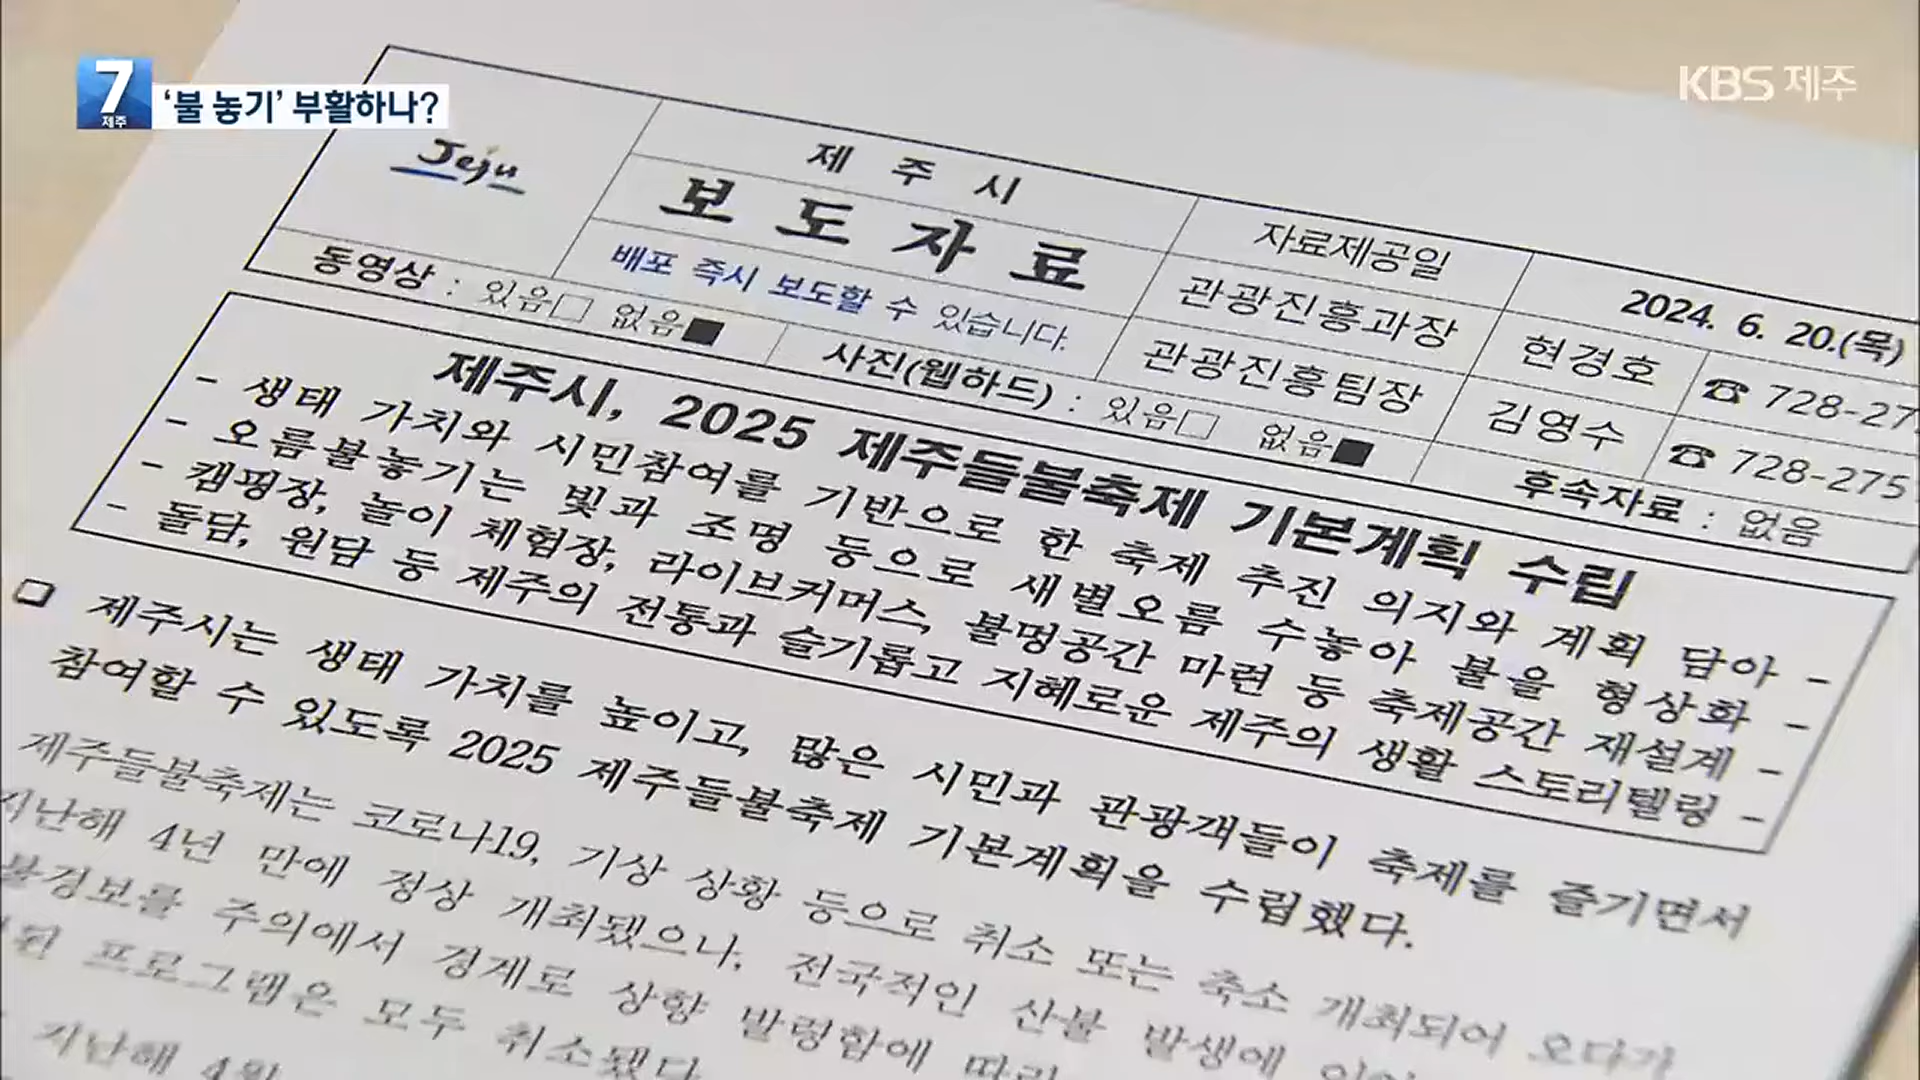 7
제주
‘불 놓기’ 부활하나?
KBS 제주
Jeju
제 주 시
보 도 자 료
배포 즉시 보도할 수 있습니다.
자료제공일
2024. 6. 20.(목)
관광진흥과장
현경호
☎ 728-27
관광진흥팀장
김영수
☎ 728-275
동영상 : 있음□ 없음■
사진(웹하드) : 있음□ 없음■
후속자료 : 없음
제주시, 2025 제주들불축제 기본계획 수립
- 생태 가치와 시민참여를 기반으로 한 축제 추진 의지와 계획 담아 -
- 오름불놓기는 빛과 조명 등으로 새별오름 수놓아 불을 형상화 -
- 캠핑장, 놀이 체험장, 라이브커머스, 불멍공간 마련 등 축제공간 재설계 -
- 돌담, 원담 등 제주의 전통과 슬기롭고 지혜로운 제주의 생활 스토리텔링 -
❑ 제주시는 생태 가치를 높이고, 많은 시민과 관광객들이 축제를 즐기면서
참여할 수 있도록 2025 제주들불축제 기본계획을 수립했다.
제주들불축제는 코로나19, 기상 상황 등으로 취소 또는 축소 개최되어 오다가
지난해 4년 만에 정상 개최됐으나, 전국적인 산불 발생에
불경보를 주의에서 경계로 상향 발령함에 따라
된 프로그램은 모두 취소됐다.
지난해 4월